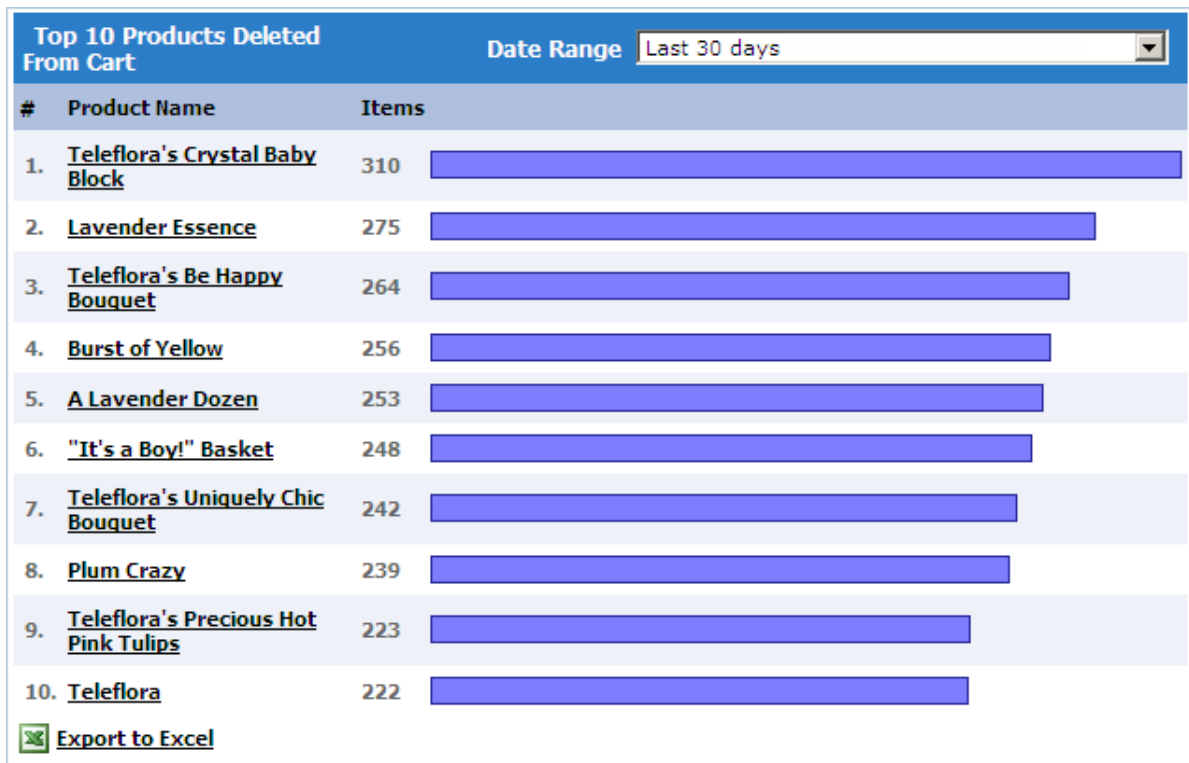 Top 10 Products Deleted
From Cart
Date Range Last 30 days
# Product Name Items
1. Teleflora's Crystal Baby
Block
310
2. Lavender Essence 275
3. Teleflora's Be Happy
Bouquet
264
4. Burst of Yellow 256
5. A Lavender Dozen 253
6. "It's a Boy!" Basket 248
7. Teleflora's Uniquely Chic
Bouquet
242
8. Plum Crazy 239
9. Teleflora's Precious Hot
Pink Tulips
223
10. Teleflora 222
Export to Excel